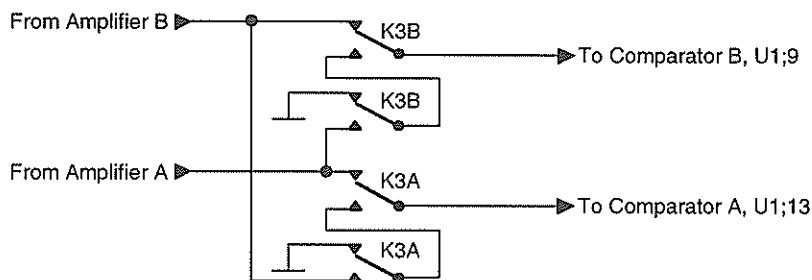 From Amplifier B
K3B
To Comparator B, U1;9
K3B
From Amplifier A
K3A
To Comparator A, U1;13
K3A